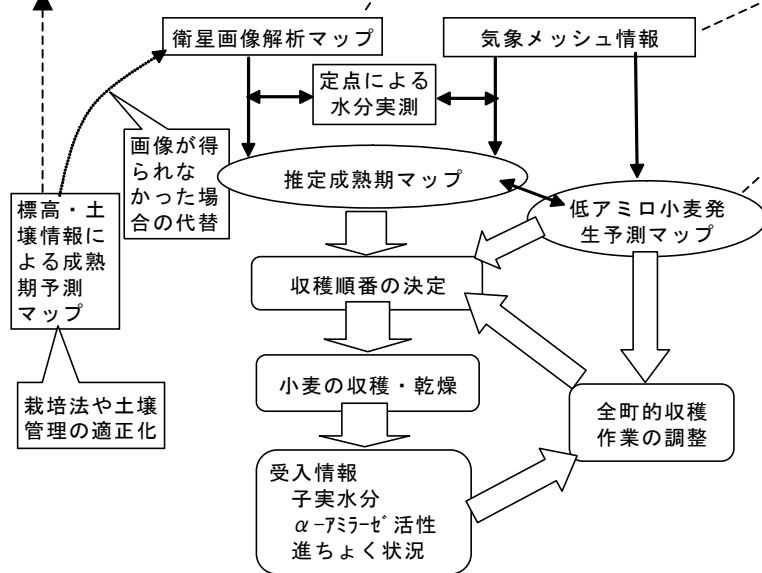 衛星画像解析マップ
気象メッシュ情報
定点による
水分実測
画像が得
られな
かった場
合の代替
推定成熟期マップ
標高・土
壌情報に
よる成熟
期予測
マップ
低アミロ小麦発
生予測マップ
収穫順番の決定
小麦の収穫・乾燥
栽培法や土壌
管理の適正化
全町的収穫
作業の調整
受入情報
子実水分
α-ｱﾐﾗｰｾﾞ活性
進ちょく状況